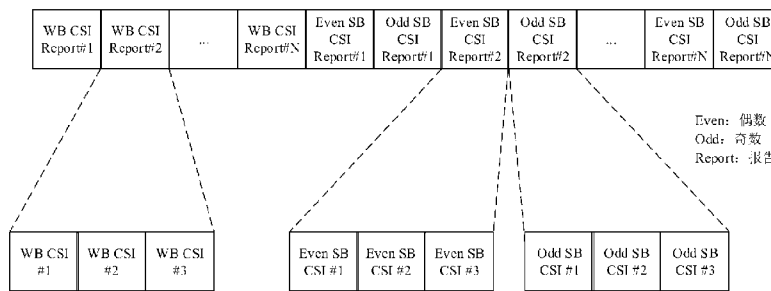 WB CSI
Report#1
WB CSI
Report#2
...
WB CSI
Report#N
Even SB
CSI
Report#1
Odd SB
CSI
Report#1
Even SB
CSI
Report#2
Odd SB
CSI
Report#2
...
Even SB
CSI
Report#N
Odd SB
CSI
Report#N
Even：偶数
Odd：奇数
Report：报告
WB CSI
#1
WB CSI
#2
WB CSI
#3
Even SB
CSI #1
Even SB
CSI #2
Even SB
CSI #3
Odd SB
CSI #1
Odd SB
CSI #2
Odd SB
CSI #3